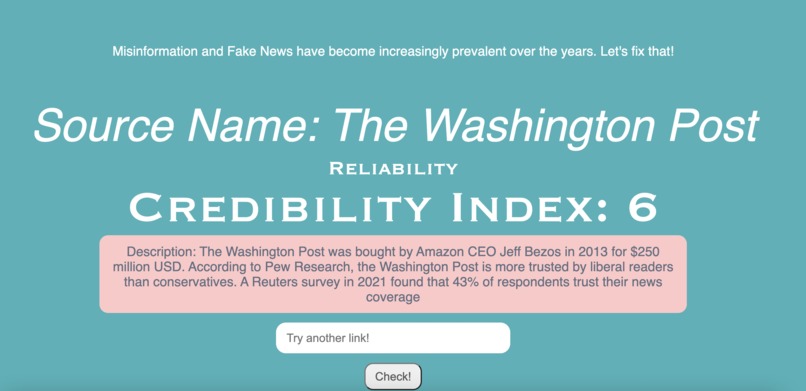 Misinformation and Fake News have become increasingly prevalent over the years. Let's fix that!
Source Name: The Washington Post
Reliability
Credibility Index: 6
Description: The Washington Post was bought by Amazon CEO Jeff Bezos in 2013 for $250
million USD. According to Pew Research, the Washington Post is more trusted by liberal readers
than conservatives. A Reuters survey in 2021 found that 43% of respondents trust their news
coverage
Try another link!
Check!